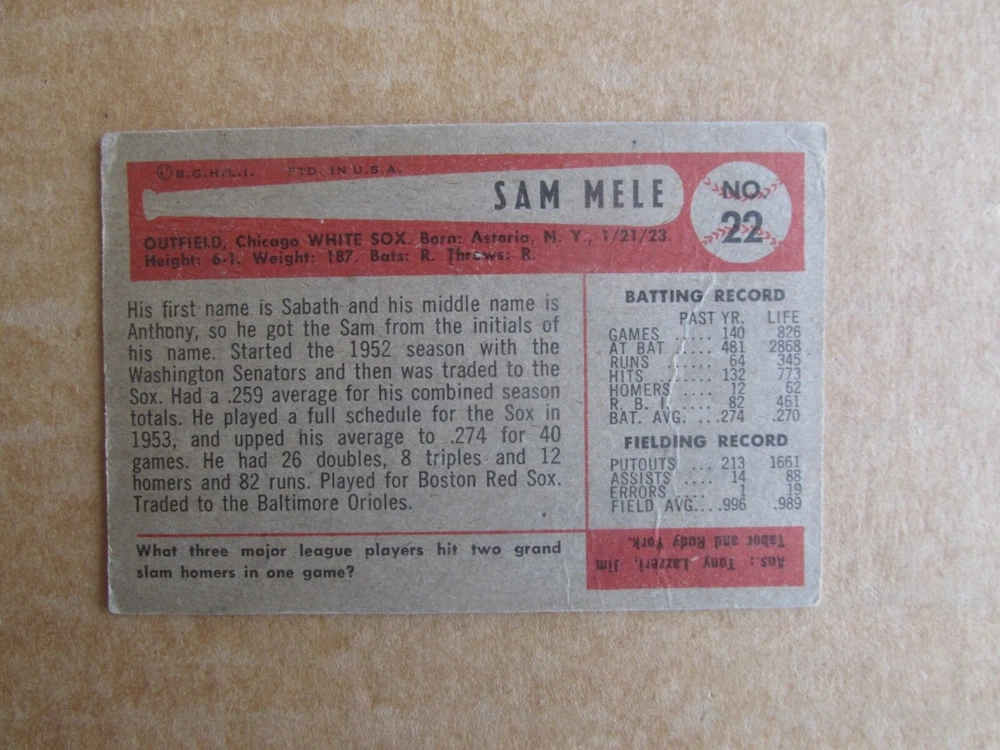 ©B.G.H.L.I. PTD. IN U.S.A.
SAM MELE
NO.
22
OUTFIELD, Chicago WHITE SOX. Born: Astoria, N. Y., 1/21/23.
Height: 6-1. Weight: 187. Bats: R. Throws: R.
His first name is Sabath and his middle name is
Anthony, so he got the Sam from the initials of
his name. Started the 1952 season with the
Washington Senators and then was traded to the
Sox. Had a .259 average for his combined season
totals. He played a full schedule for the Sox in
1953, and upped his average to .274 for 40
games. He had 26 doubles, 8 triples and 12
homers and 82 runs. Played for Boston Red Sox.
Traded to the Baltimore Orioles.
What three major league players hit two grand
slam homers in one game?
BATTING RECORD
PAST YR. LIFE
GAMES .... 140 826
AT BAT .... 481 2868
RUNS ...... 64 345
HITS ...... 132 773
HOMERS .... 12 62
R. B. I. .... 82 461
BAT. AVG. ....274 .270
FIELDING RECORD
PUTOUTS ... 213 1661
ASSISTS .... 14 88
ERRORS .... 1 19
FIELD AVG....996 .989
Ans.: Tony Lazzeri, Jim
Tabor and Rudy York.